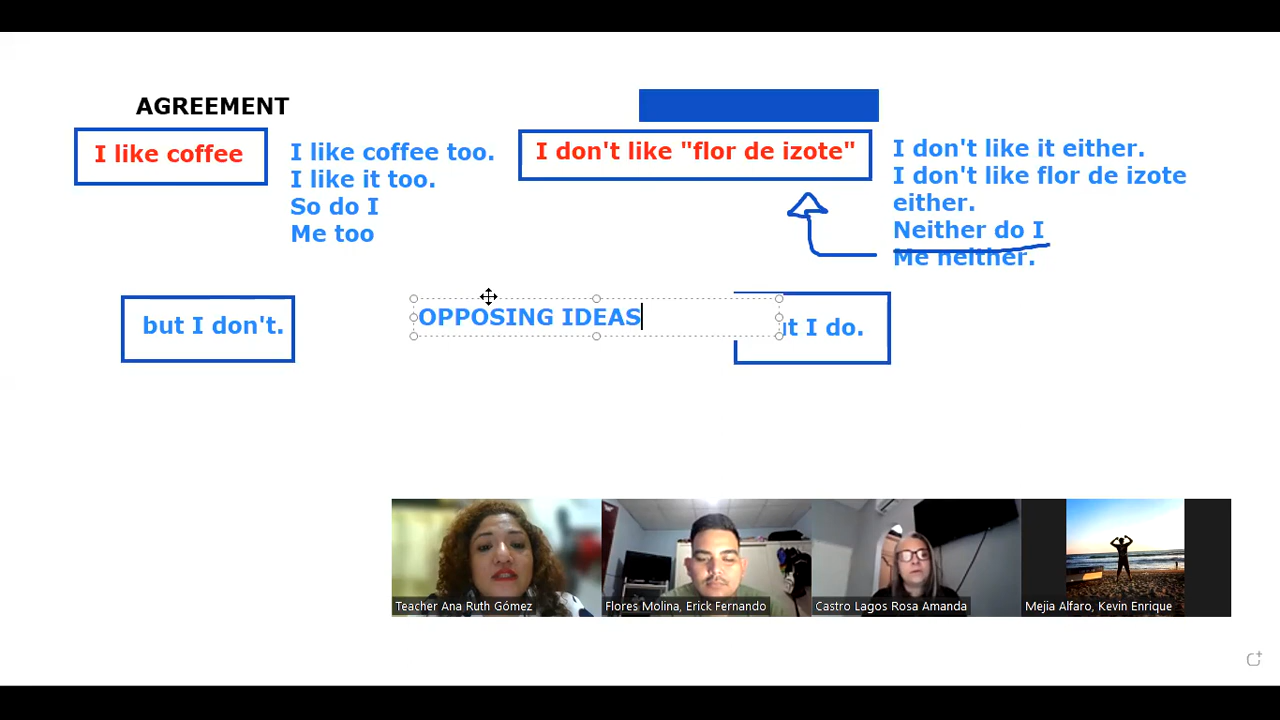 AGREEMENT
I like coffee
I like coffee too.
I like it too.
So do I
Me too
I don't like "flor de izote"
I don't like it either.
I don't like flor de izote
either.
Neither do I
Me neither.
but I don't.
OPPOSING IDEAS
t I do.
Teacher Ana Ruth Gómez
Flores Molina, Erick Fernando
Castro Lagos Rosa Amanda
Mejia Alfaro, Kevin Enrique